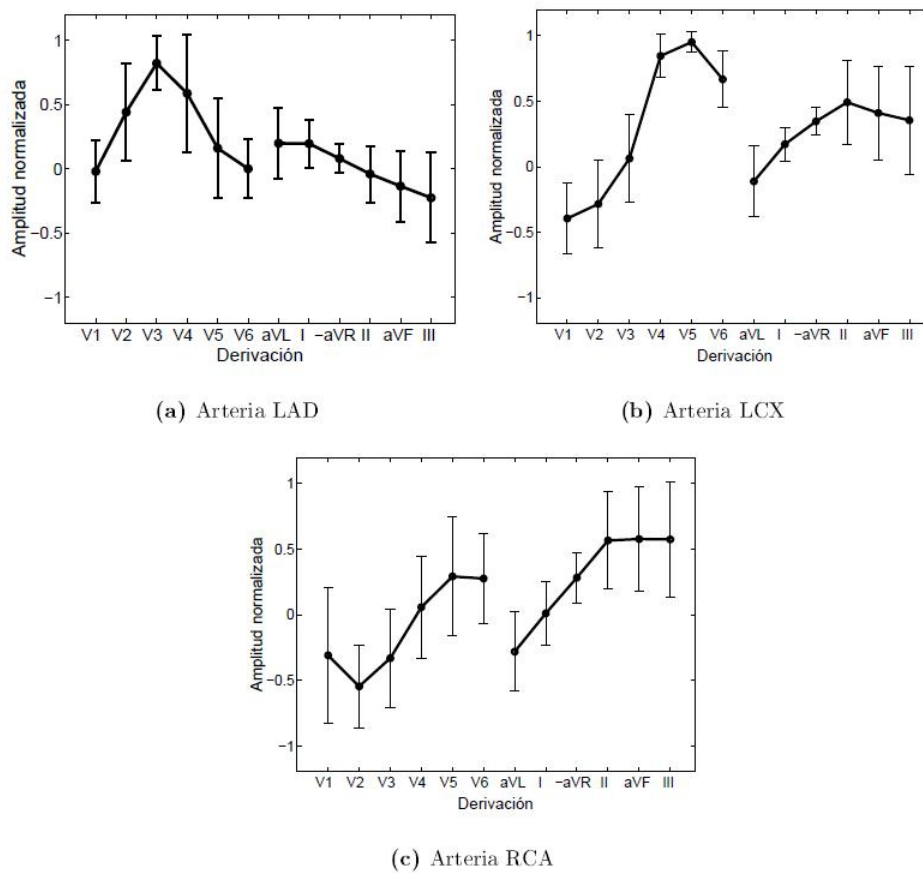 Amplitud normalizada
1
0.5
0
−0.5
−1
V1 V2 V3 V4 V5 V6 aVL I −aVR II aVF III
Derivación
(a) Arteria LAD
Amplitud normalizada
1
0.5
0
−0.5
−1
V1 V2 V3 V4 V5 V6 aVL I −aVR II aVF III
Derivación
(b) Arteria LCX
Amplitud normalizada
1
0.5
0
−0.5
−1
V1 V2 V3 V4 V5 V6 aVL I −aVR II aVF III
Derivación
(c) Arteria RCA